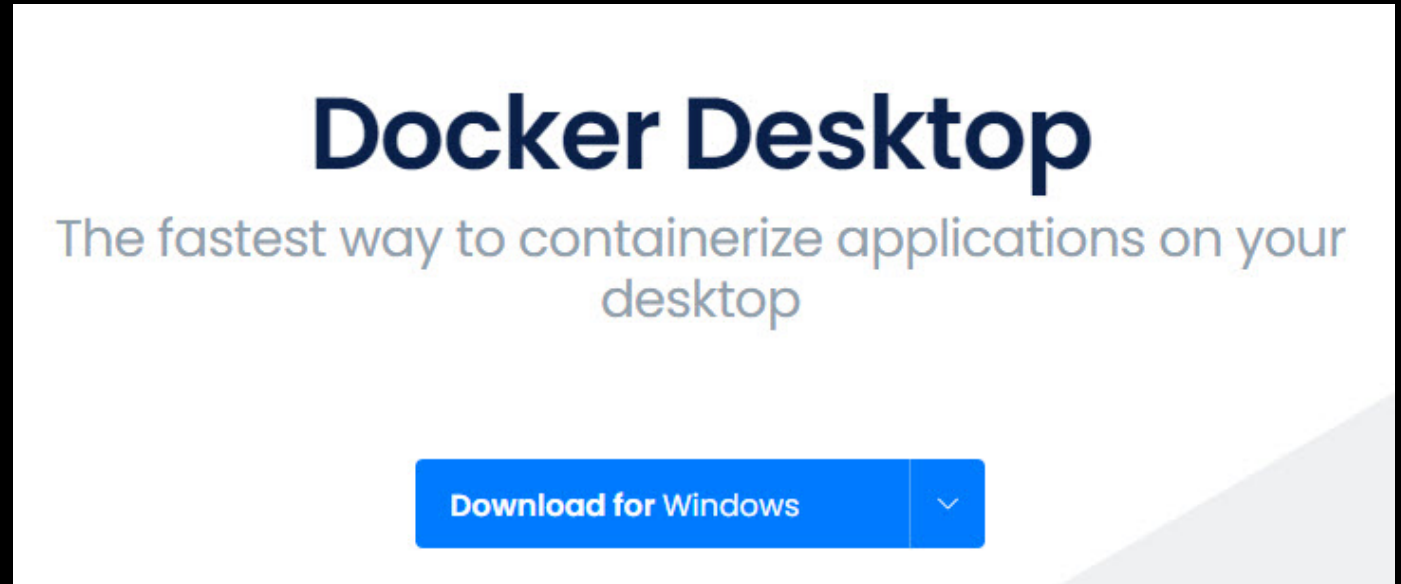 Docker Desktop
The fastest way to containerize applications on your
desktop
Download for Windows